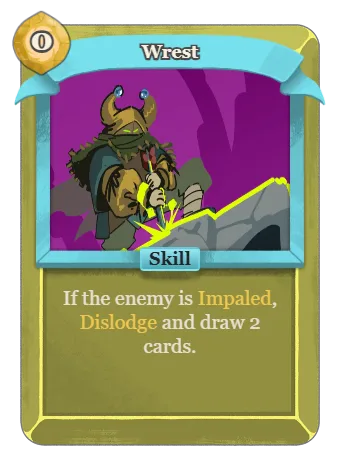 0
Wrest
Skill
If the enemy is Impaled,
Dislodge and draw 2
cards.